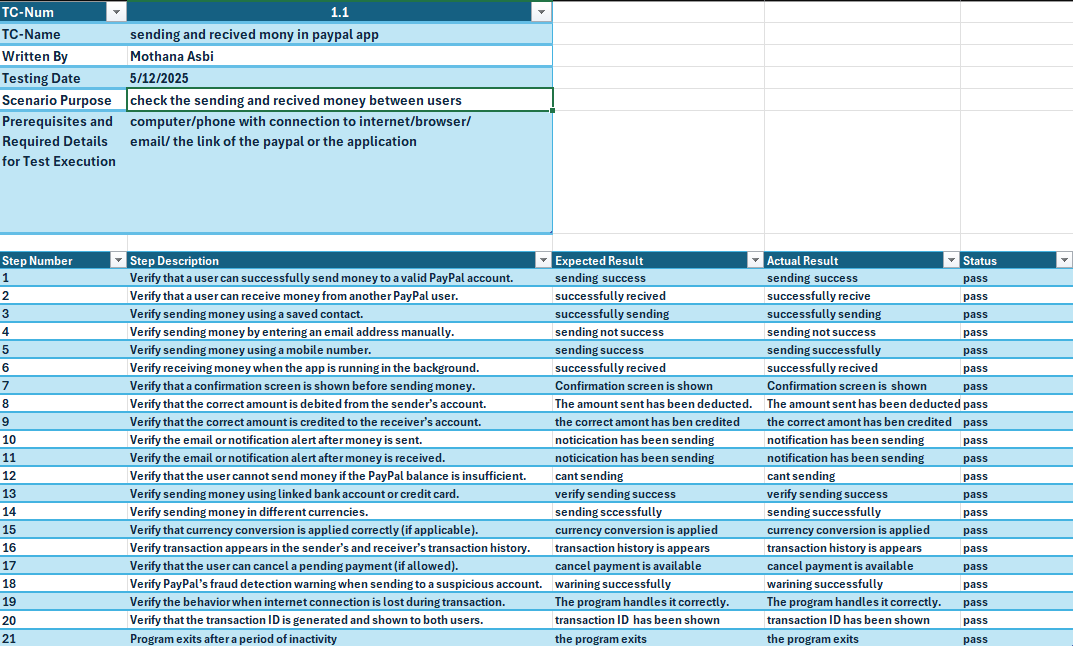 TC-Num 1.1
TC-Name sending and recived mony in paypal app
Written By Mothana Asbi
Testing Date 5/12/2025
Scenario Purpose check the sending and recived money between users
Prerequisites and computer/phone with connection to internet/browser/
Required Details email/ the link of the paypal or the application
for Test Execution
Step Number Step Description Expected Result Actual Result Status
1 Verify that a user can successfully send money to a valid PayPal account. sending success sending success pass
2 Verify that a user can receive money from another PayPal user. successfully recived successfully recive pass
3 Verify sending money using a saved contact. successfully sending successfully sending pass
4 Verify sending money by entering an email address manually. sending not success sending not success pass
5 Verify sending money using a mobile number. sending success sending successfully pass
6 Verify receiving money when the app is running in the background. successfully recived successfully recived pass
7 Verify that a confirmation screen is shown before sending money. Confirmation screen is shown Confirmation screen is shown pass
8 Verify that the correct amount is debited from the sender's account. The amount sent has been deducted. The amount sent has been deducted pass
9 Verify that the correct amount is credited to the receiver's account. the correct amont has ben credited the correct amont has ben credited pass
10 Verify the email or notification alert after money is sent. noticication has been sending notification has been sending pass
11 Verify the email or notification alert after money is received. noticication has been sending notification has been sending pass
12 Verify that the user cannot send money if the PayPal balance is insufficient. cant sending cant sending pass
13 Verify sending money using linked bank account or credit card. verify sending success verify sending success pass
14 Verify sending money in different currencies. sending sccessfully sending successfully pass
15 Verify that currency conversion is applied correctly (if applicable). currency conversion is applied currency conversion is applied pass
16 Verify transaction appears in the sender's and receiver's transaction history. transaction history is appears transaction history is appears pass
17 Verify that the user can cancel a pending payment (if allowed). cancel payment is available cancel payment is available pass
18 Verify PayPal's fraud detection warning when sending to a suspicious account. warining successfully warining successfully pass
19 Verify the behavior when internet connection is lost during transaction. The program handles it correctly. The program handles it correctly. pass
20 Verify that the transaction ID is generated and shown to both users. transaction ID has been shown transaction ID has been shown pass
21 Program exits after a period of inactivity the program exits the program exits pass